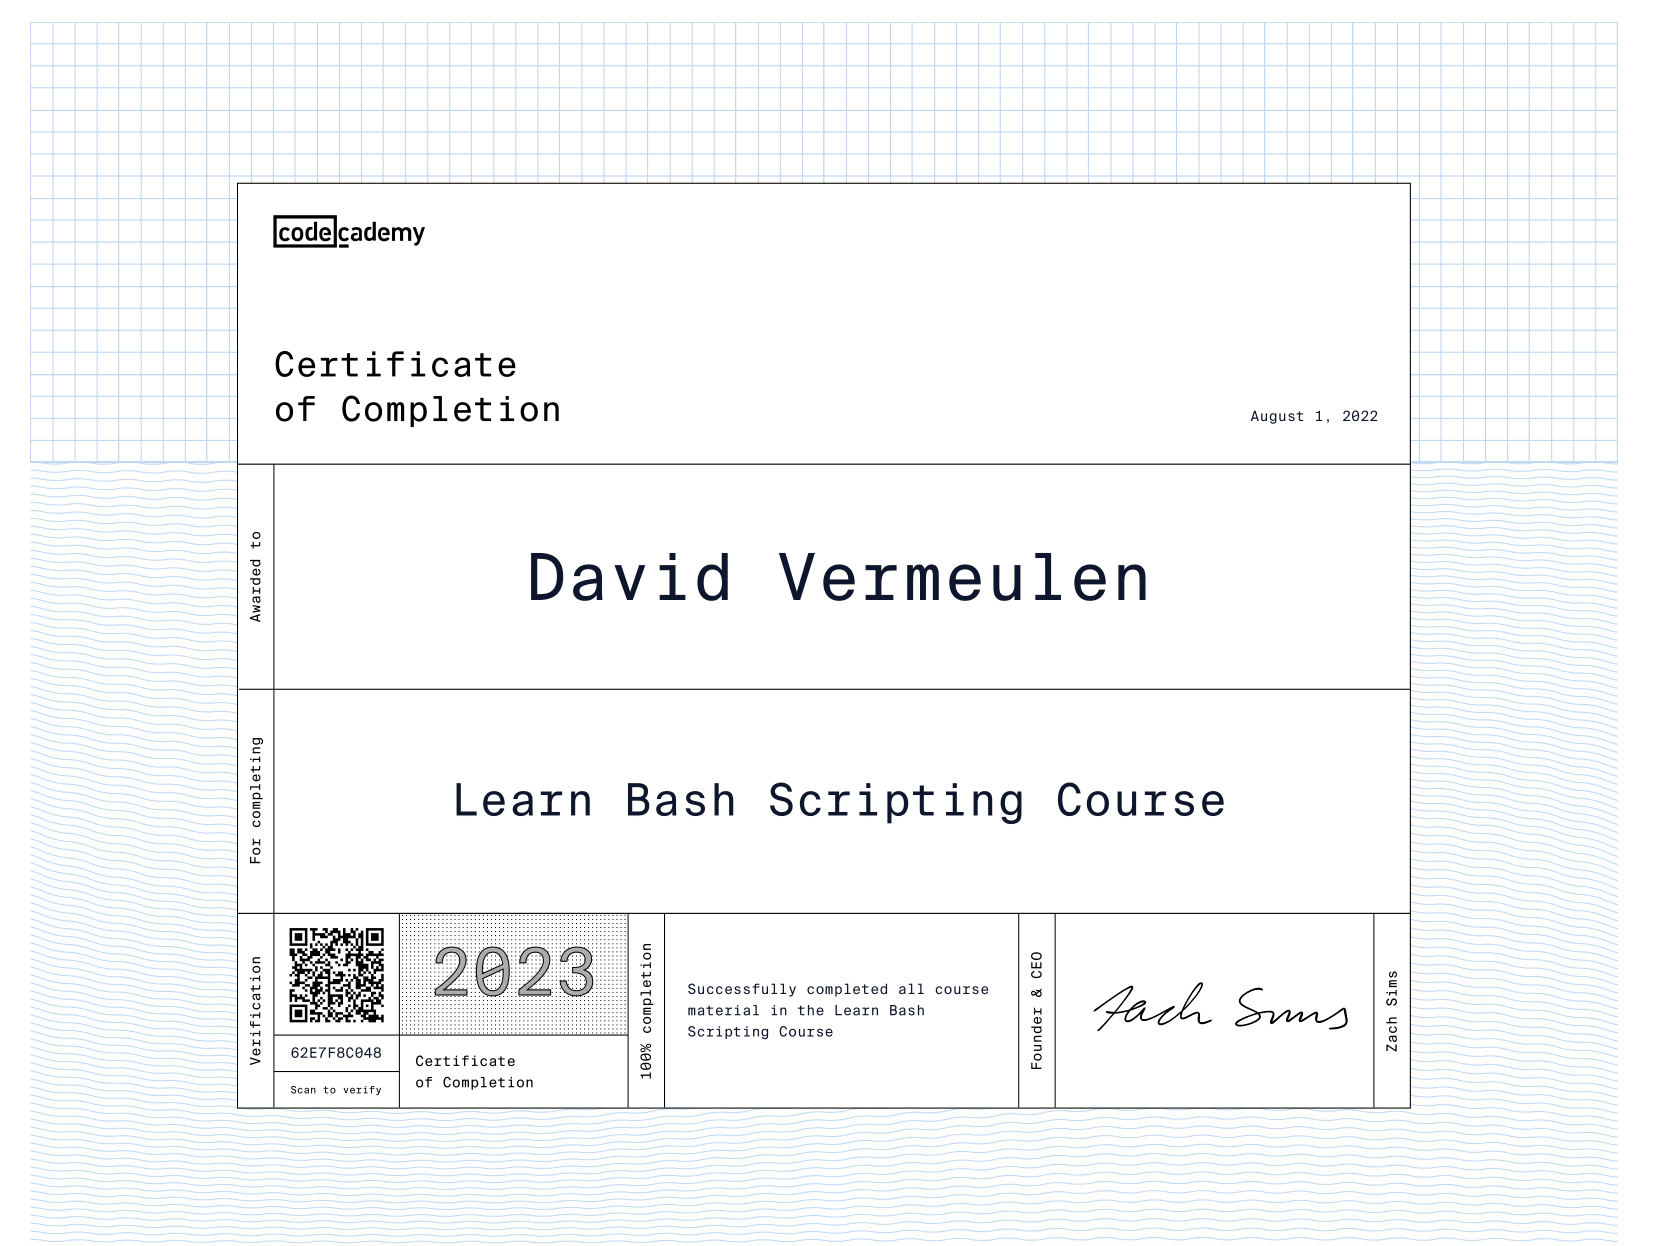 codecademy
Certificate
of Completion
August 1, 2022
Awarded to
David Vermeulen
For completing
Learn Bash Scripting Course
Verification
62E7F8C048
Scan to verify
2023
Certificate
of Completion
100% completion
Successfully completed all course
material in the Learn Bash
Scripting Course
Founder & CEO
Zach Sims
Zach Sims